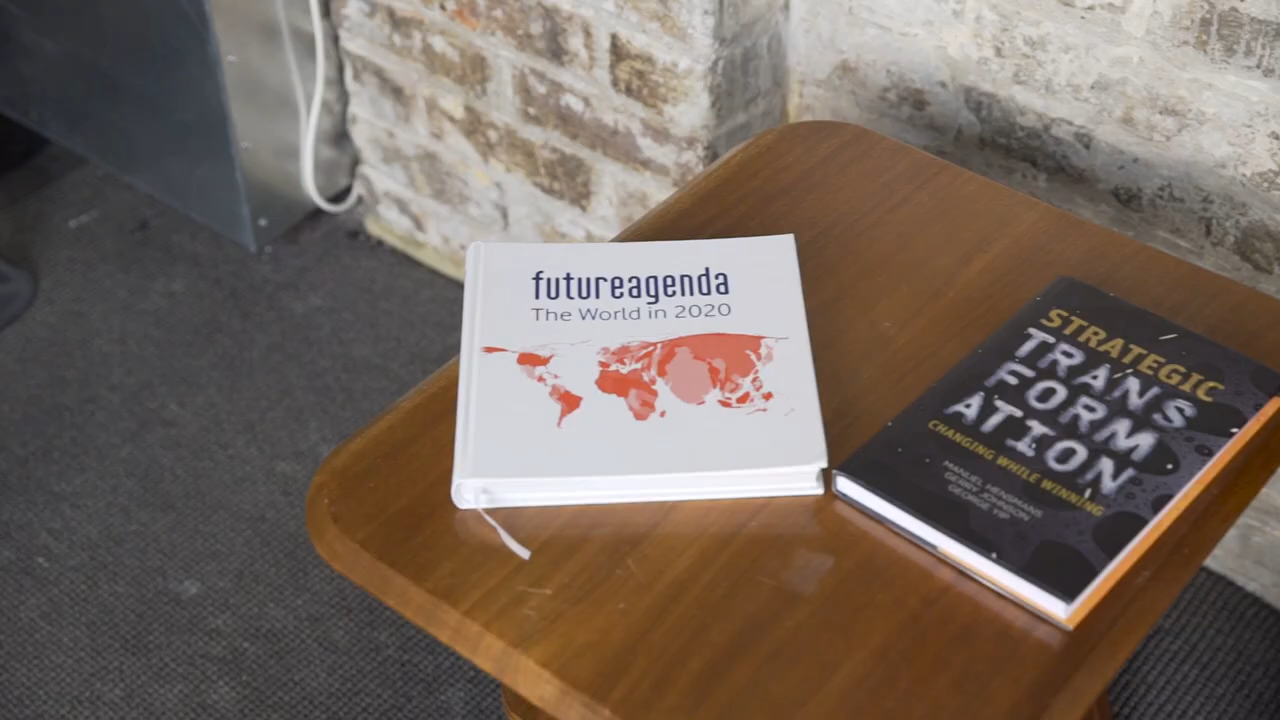 futureagenda
The World in 2020
STRATEGIC
TRANS
FORM
ATION
CHANGING WHILE WINNING
MANUEL HENSMANS
GERRY JOHNSON
GEORGE YIP